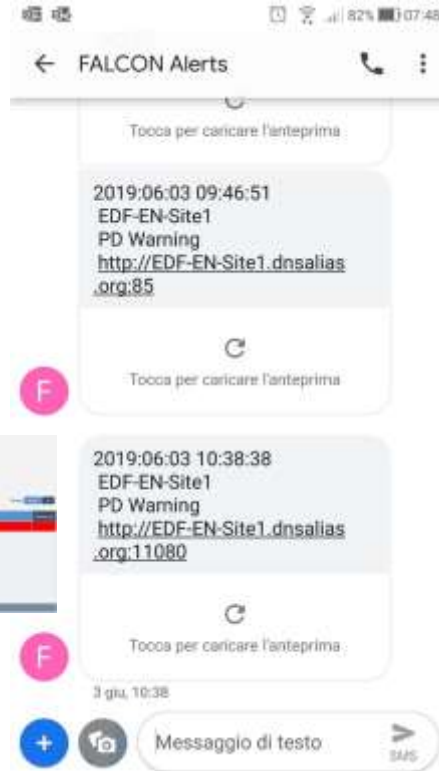 82% 07:48
FALCON Alerts
Tocca per caricare l'anteprima
2019:06:03 09:46:51
EDF-EN-Site1
PD Warning
http://EDF-EN-Site1.dnsalias
.org:85
Tocca per caricare l'anteprima
F
2019:06:03 10:38:38
EDF-EN-Site1
PD Warning
http://EDF-EN-Site1.dnsalias
.org:11080
Tocca per caricare l'anteprima
F
3 giu, 10:38
Messaggio di testo
SMS